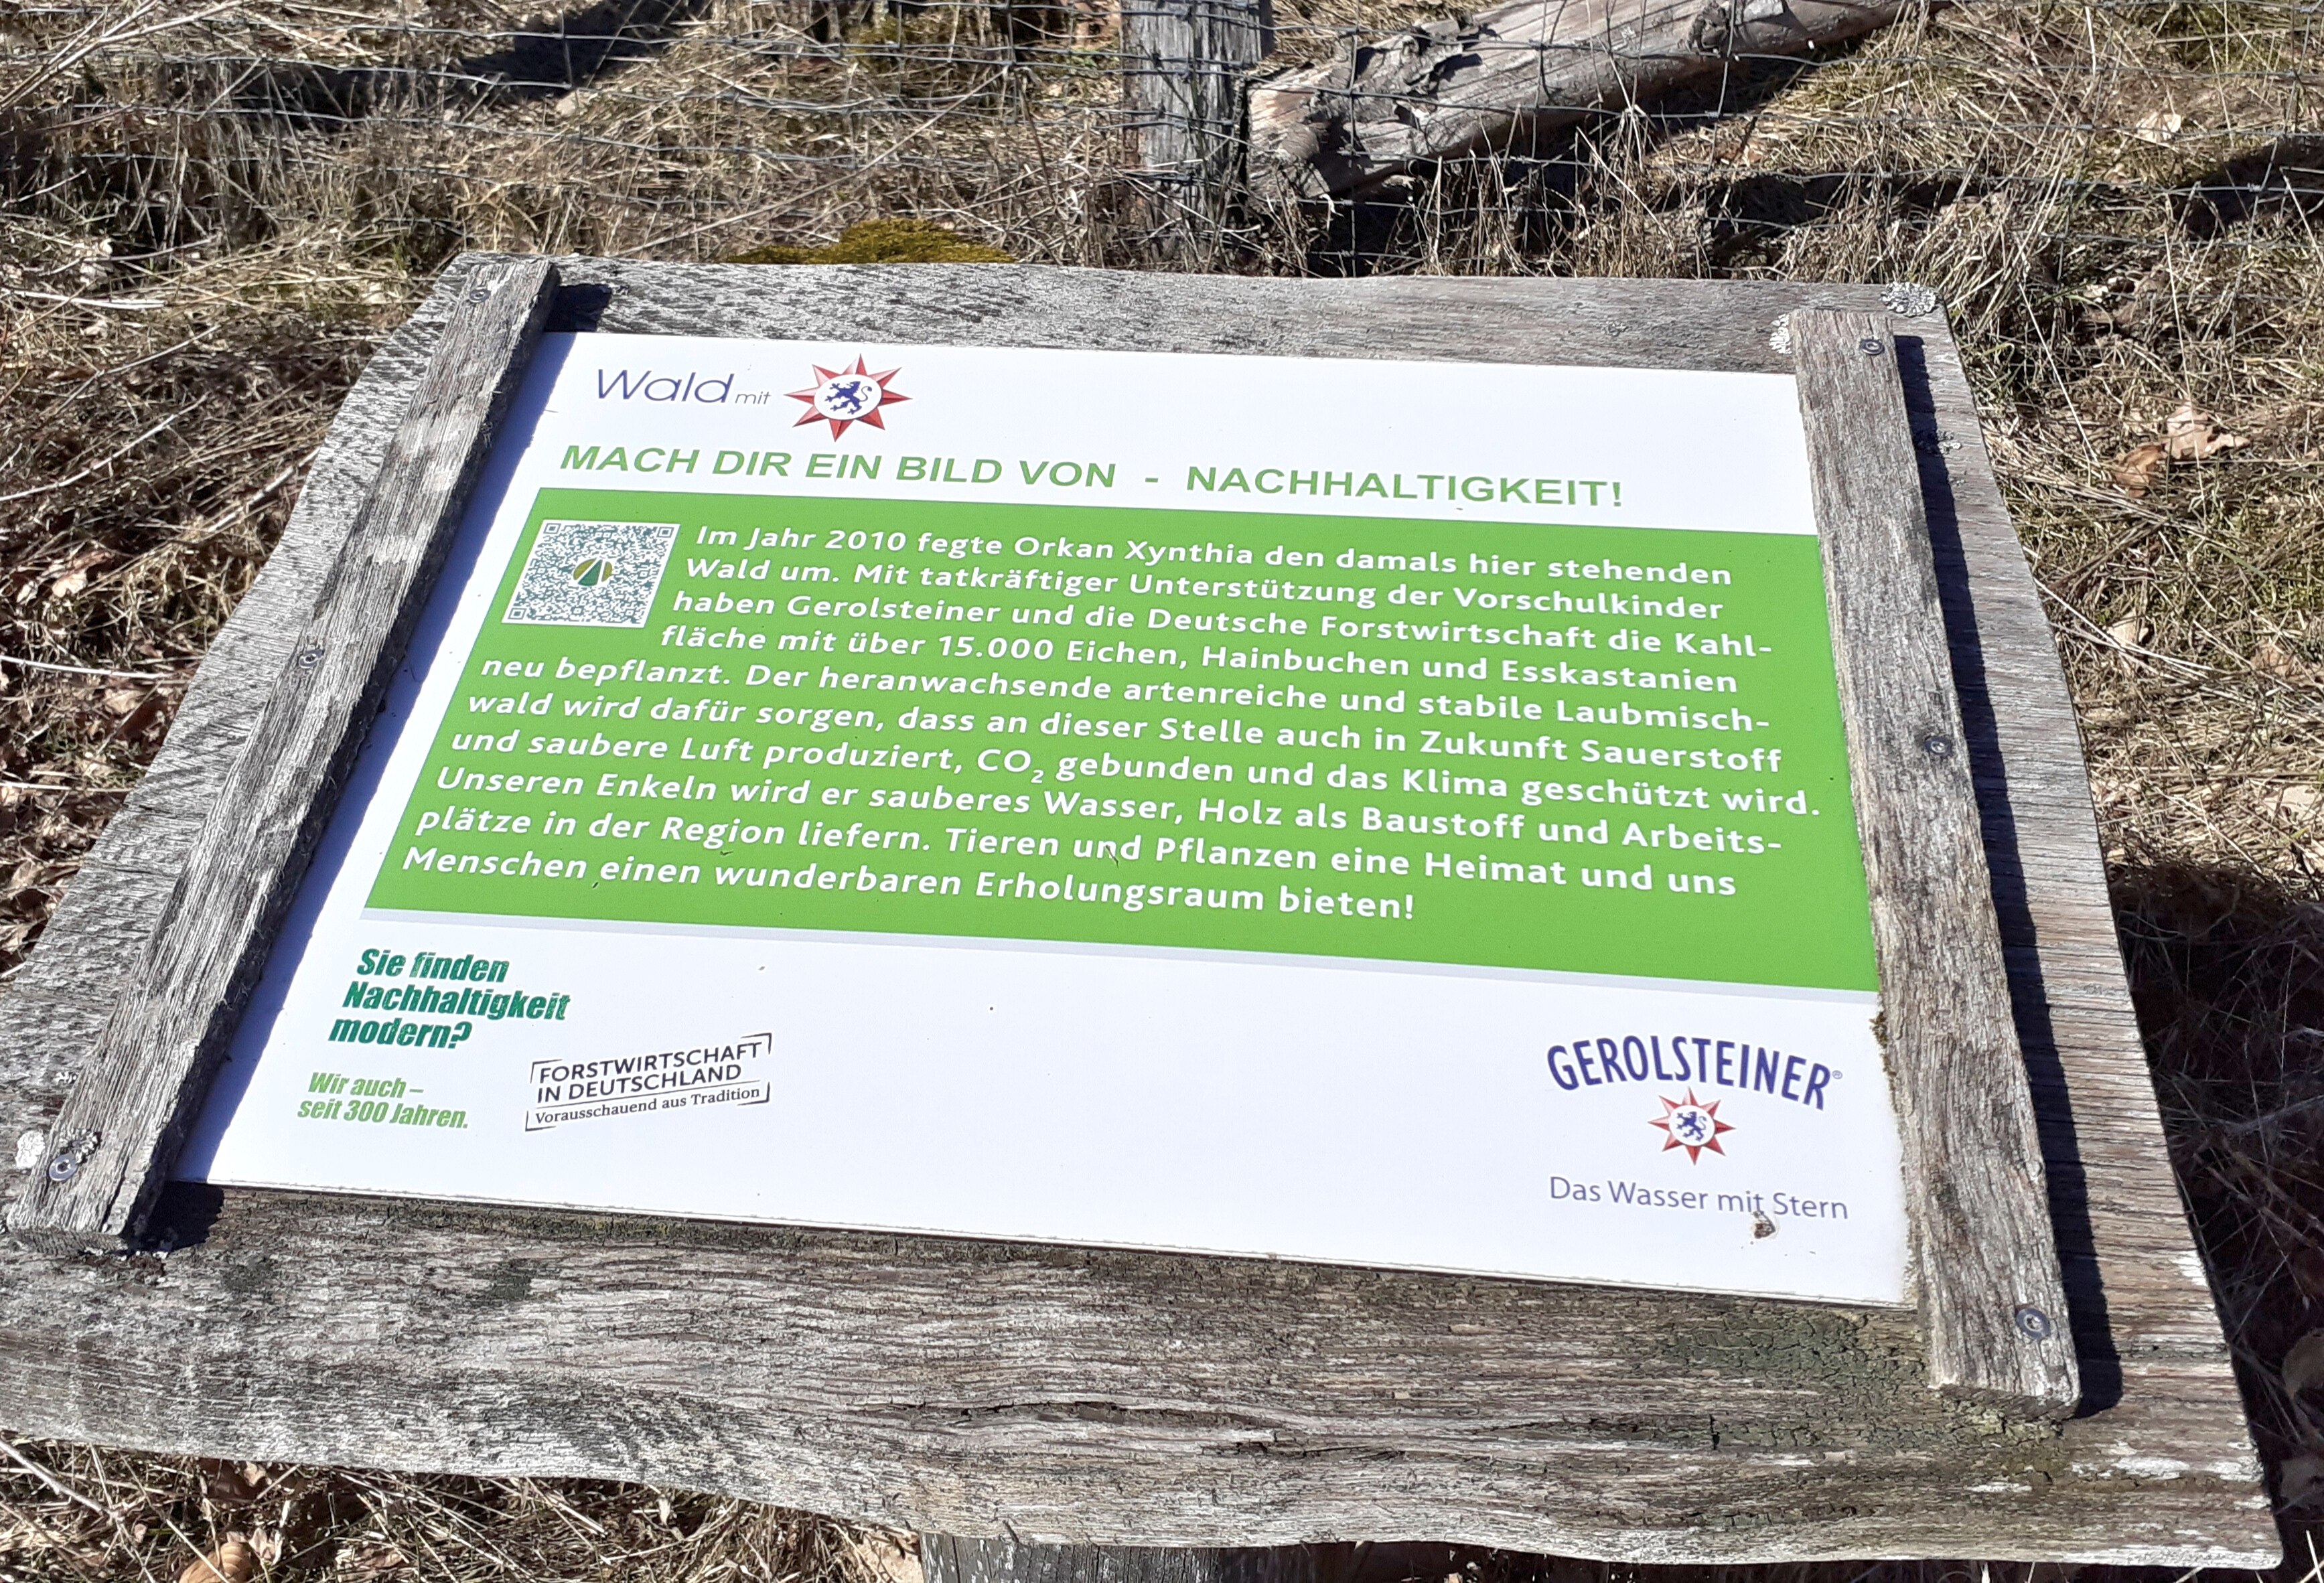 Wald mit
MACH DIR EIN BILD VON - NACHHALTIGKEIT!
Im Jahr 2010 fegte Orkan Xynthia den damals hier stehenden
Wald um. Mit tatkräftiger Unterstützung der Vorschulkinder
haben Gerolsteiner und die Deutsche Forstwirtschaft die Kahl-
fläche mit über 15.000 Eichen, Hainbuchen und Esskastanien
neu bepflanzt. Der heranwachsende artenreiche und stabile Laubmisch-
wald wird dafür sorgen, dass an dieser Stelle auch in Zukunft Sauerstoff
und saubere Luft produziert, CO₂ gebunden und das Klima geschützt wird.
Unseren Enkeln wird er sauberes Wasser, Holz als Baustoff und Arbeits-
plätze in der Region liefern. Tieren und Pflanzen eine Heimat und uns
Menschen einen wunderbaren Erholungsraum bieten!
Sie finden
Nachhaltigkeit
modern?
Wir auch –
seit 300 Jahren.
FORSTWIRTSCHAFT
IN DEUTSCHLAND
Vorausschauend aus Tradition
GEROLSTEINER®
Das Wasser mit Stern